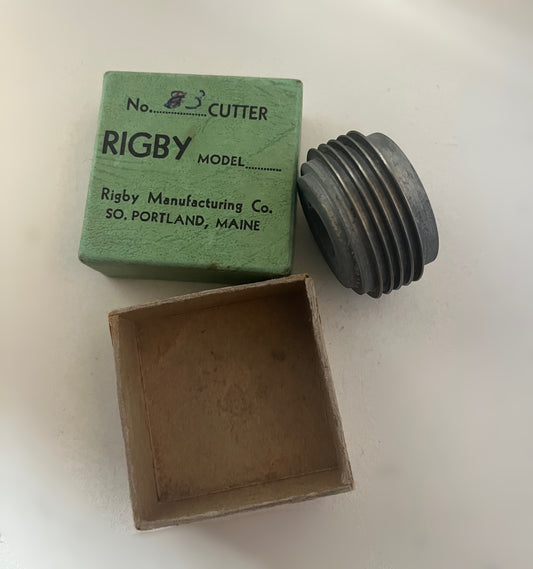 No. 3 CUTTER
RIGBY MODEL
Rigby Manufacturing Co.
SO. PORTLAND, MAINE